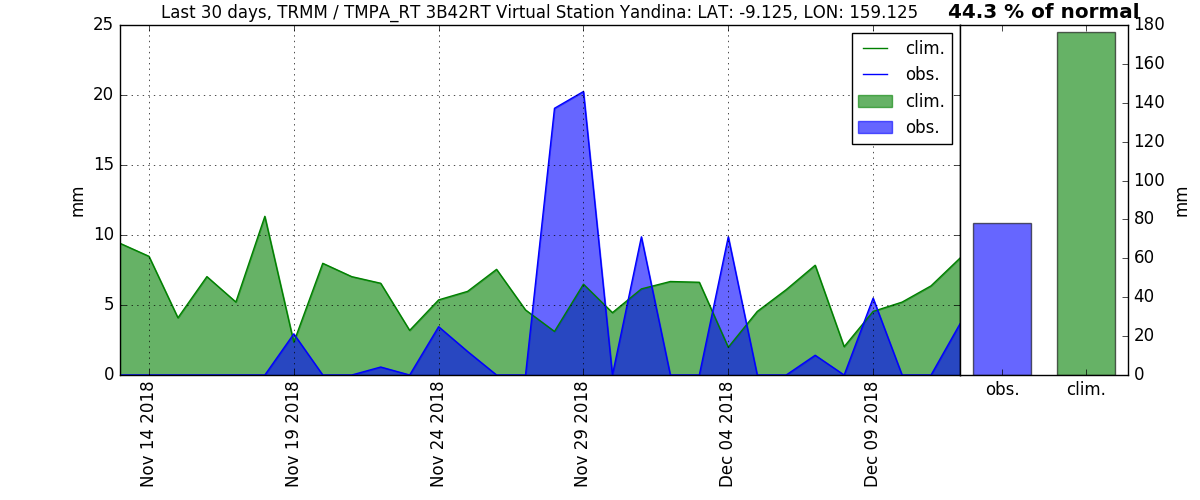 Last 30 days, TRMM / TMPA_RT 3B42RT Virtual Station Yandina: LAT: -9.125, LON: 159.125
44.3 % of normal
25
20
15
10
5
0
mm
clim.
obs.
clim.
obs.
Nov 14 2018
Nov 19 2018
Nov 24 2018
Nov 29 2018
Dec 04 2018
Dec 09 2018
180
160
140
120
100
80
60
40
20
0
mm
obs.
clim.